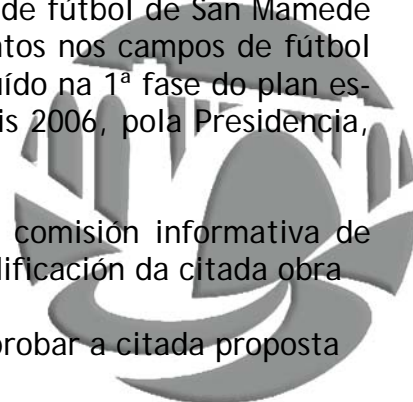 de fútbol de San Mamede
ntos nos campos de fútbol
uído na 1ª fase do plan es-
is 2006, pola Presidencia,
comisión informativa de
dificación da citada obra
probar a citada proposta